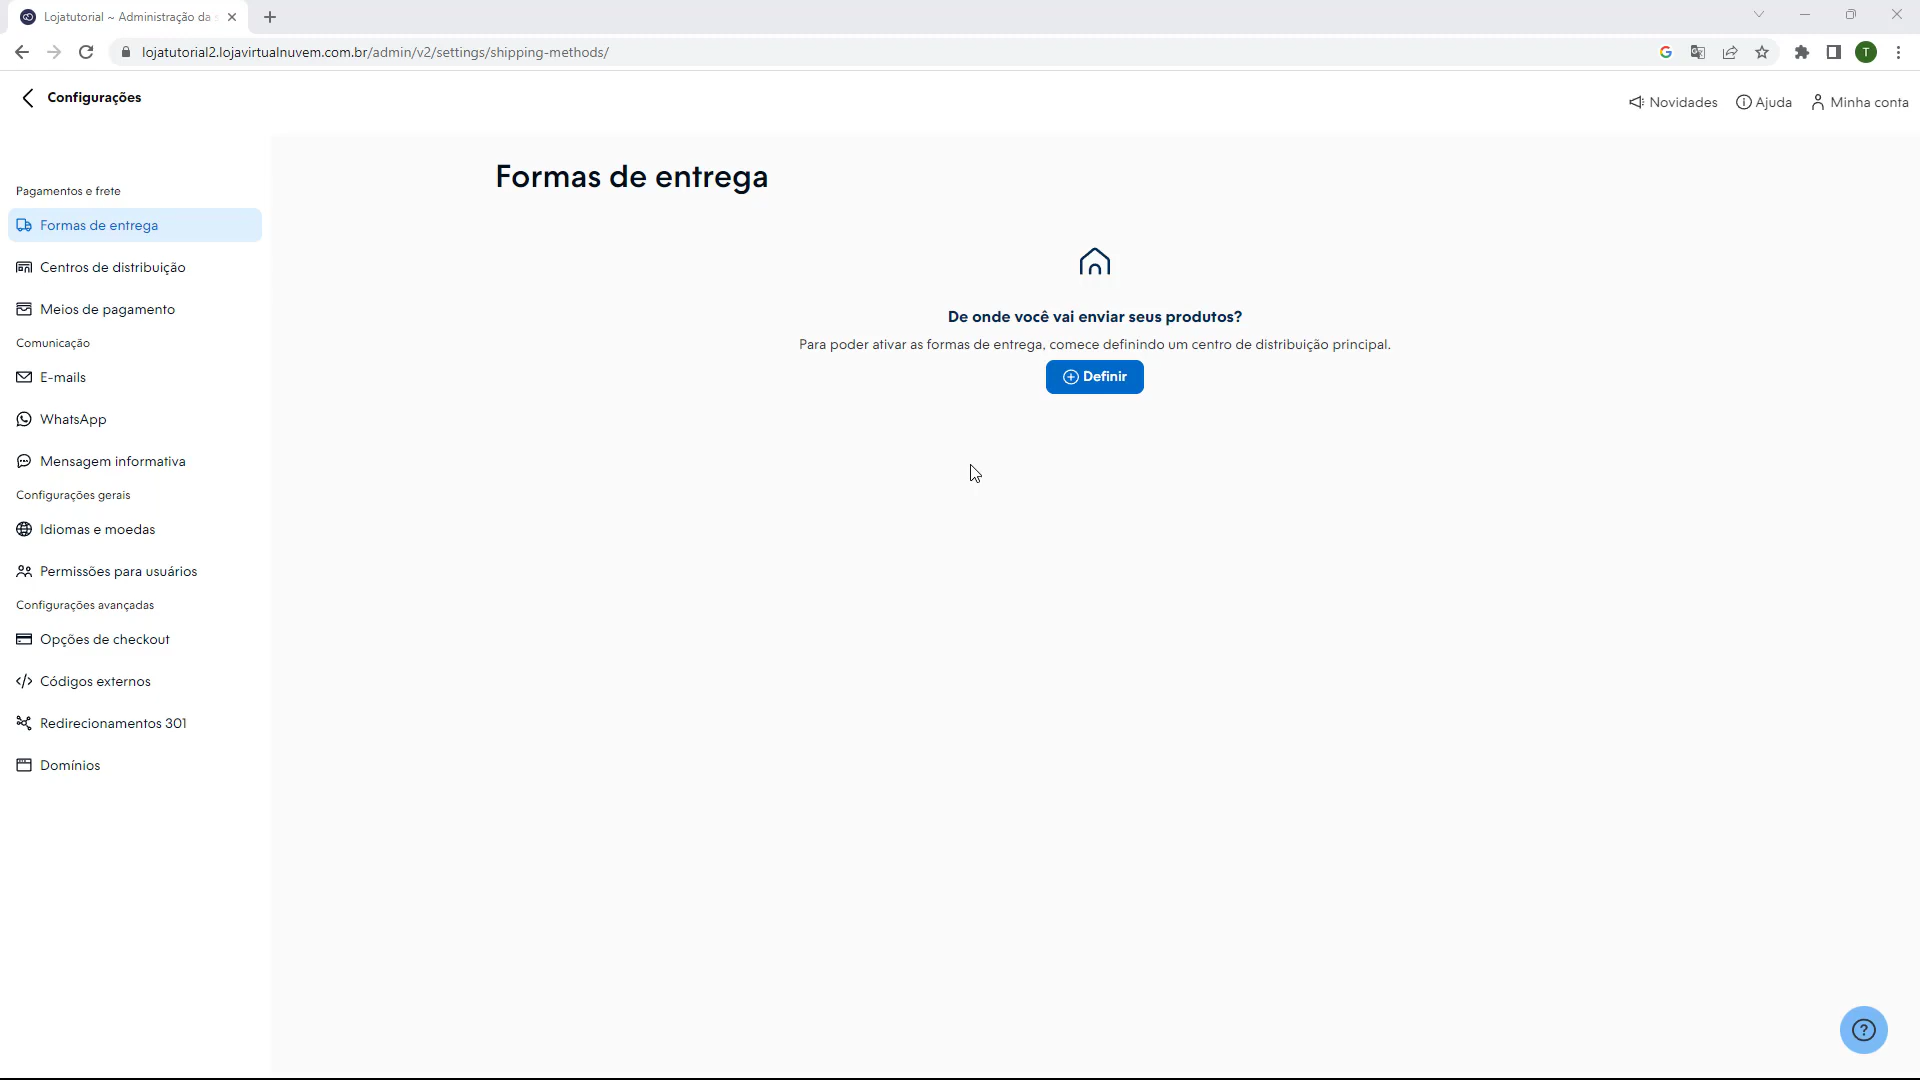 Lojatutorial ~ Administração da
lojatutorial2.lojavirtualnuvem.com.br/admin/v2/settings/shipping-methods/
T
Configurações
Novidades
Ajuda
Minha conta
Pagamentos e frete
Formas de entrega
Centros de distribuição
Meios de pagamento
Comunicação
E-mails
WhatsApp
Mensagem informativa
Configurações gerais
Idiomas e moedas
Permissões para usuários
Configurações avançadas
Opções de checkout
Códigos externos
Redirecionamentos 301
Domínios
Formas de entrega
De onde você vai enviar seus produtos?
Para poder ativar as formas de entrega, comece definindo um centro de distribuição principal.
Definir